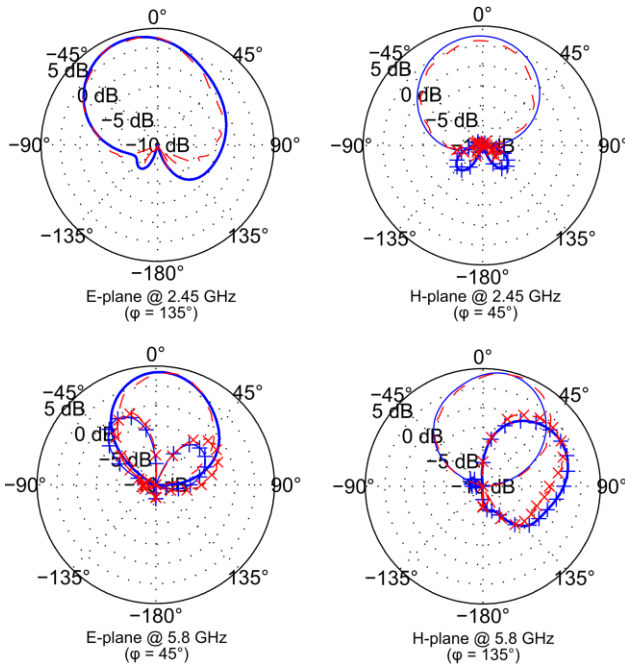 0°
−45°
5 dB
0 dB
−5 dB
−10 dB
−90°
90°
−135°
135°
−180°
E-plane @ 2.45 GHz
(φ = 135°)
0°
−45°
5 dB
0 dB
−5 dB
−90°
90°
−135°
135°
−180°
H-plane @ 2.45 GHz
(φ = 45°)
0°
−45°
45°
5 dB
0 dB
−5 dB
−90°
90°
−135°
135°
−180°
E-plane @ 5.8 GHz
(φ = 45°)
0°
−45°
45°
5 dB
0 dB
−5 dB
−90°
90°
−135°
135°
−180°
H-plane @ 5.8 GHz
(φ = 135°)